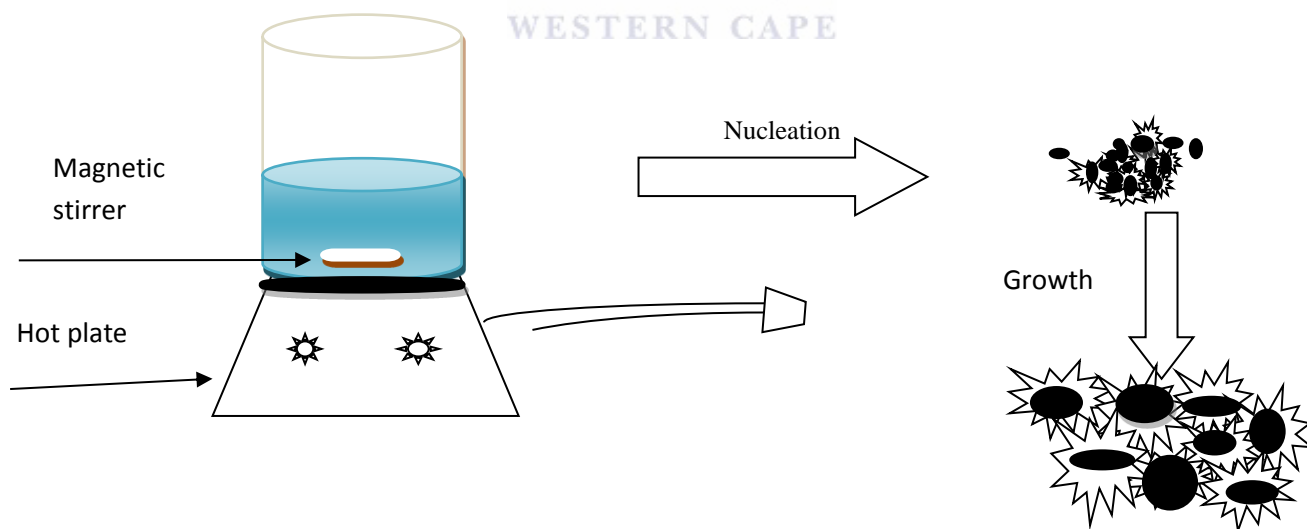 WESTERN CAPE
Nucleation
Magnetic
stirrer
Growth
Hot plate